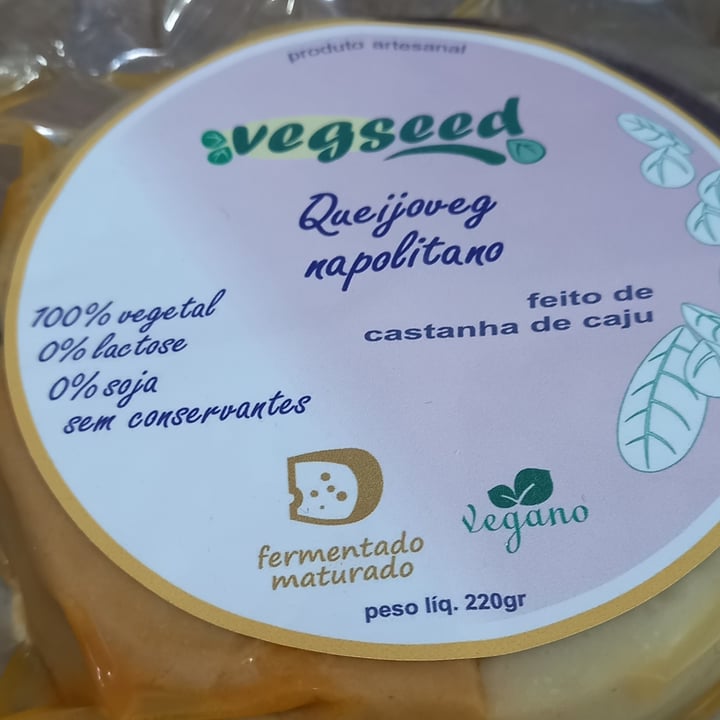 produto artesanal
vegseed
Queijoveg
napolitano
feito de
castanha de caju
100% vegetal
0% lactose
0% soja
sem conservantes
fermentado
maturado
vegano
peso líq. 220gr